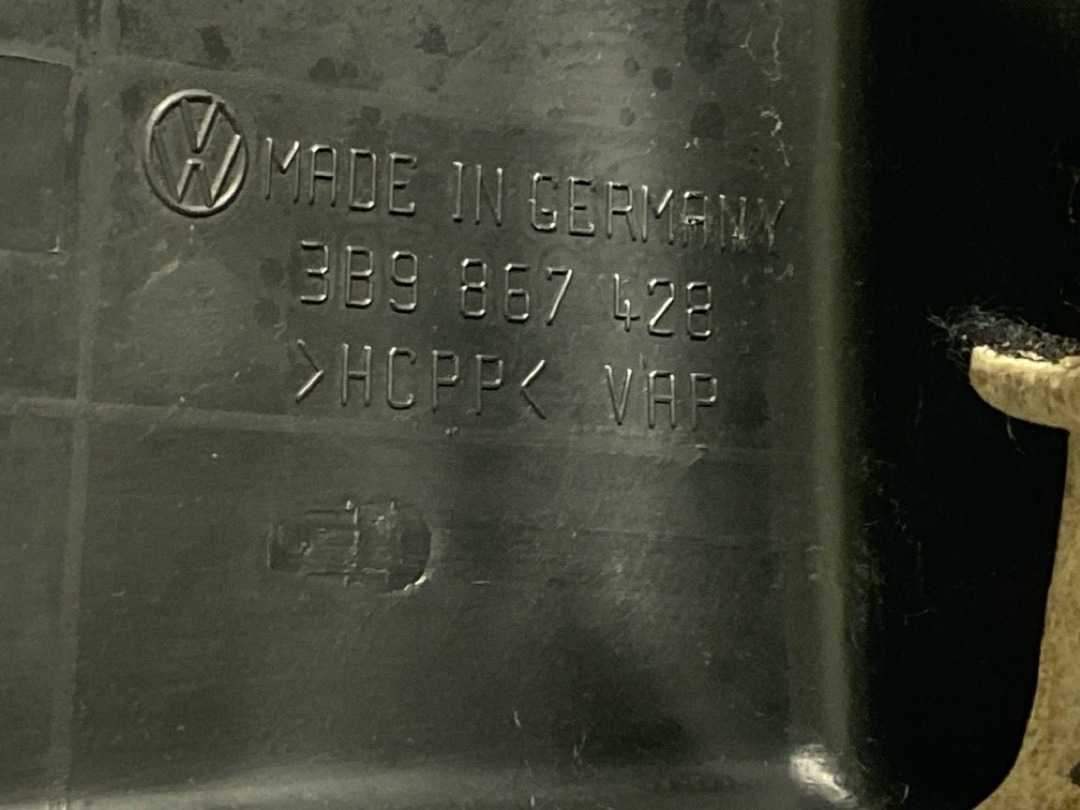 MADE IN GERMANY
3B9 867 428
>HCPP< VAP